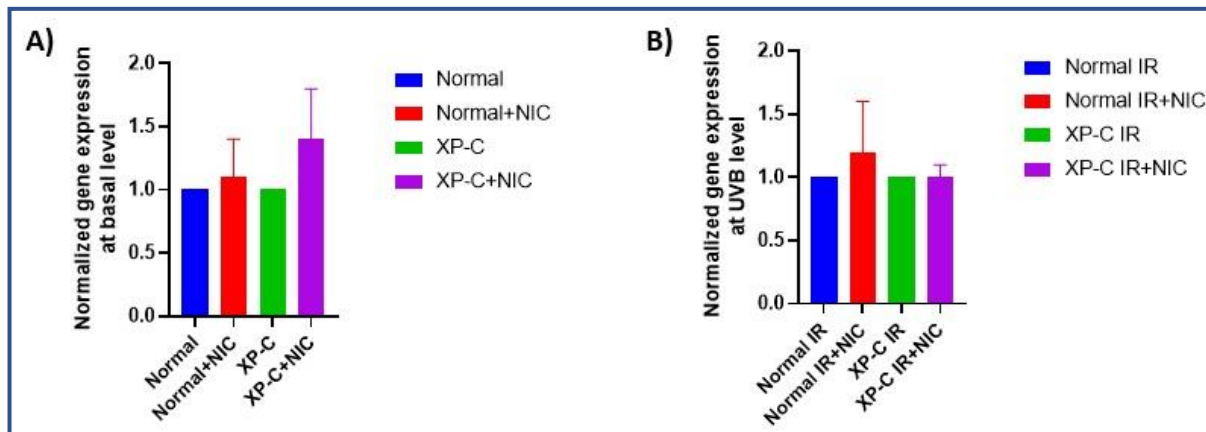 A)
Normalized gene expression
at basal level
2.0
1.5
1.0
0.5
0.0
Normal
Normal+NIC
XP-C
XP-C+NIC
Normal
Normal+NIC
XP-C
XP-C+NIC
B)
Normalized gene expression
at UVB level
2.0
1.5
1.0
0.5
0.0
Normal IR
Normal IR+NIC
XP-C IR
XP-C IR+NIC
Normal IR
Normal IR+NIC
XP-C IR
XP-C IR+NIC